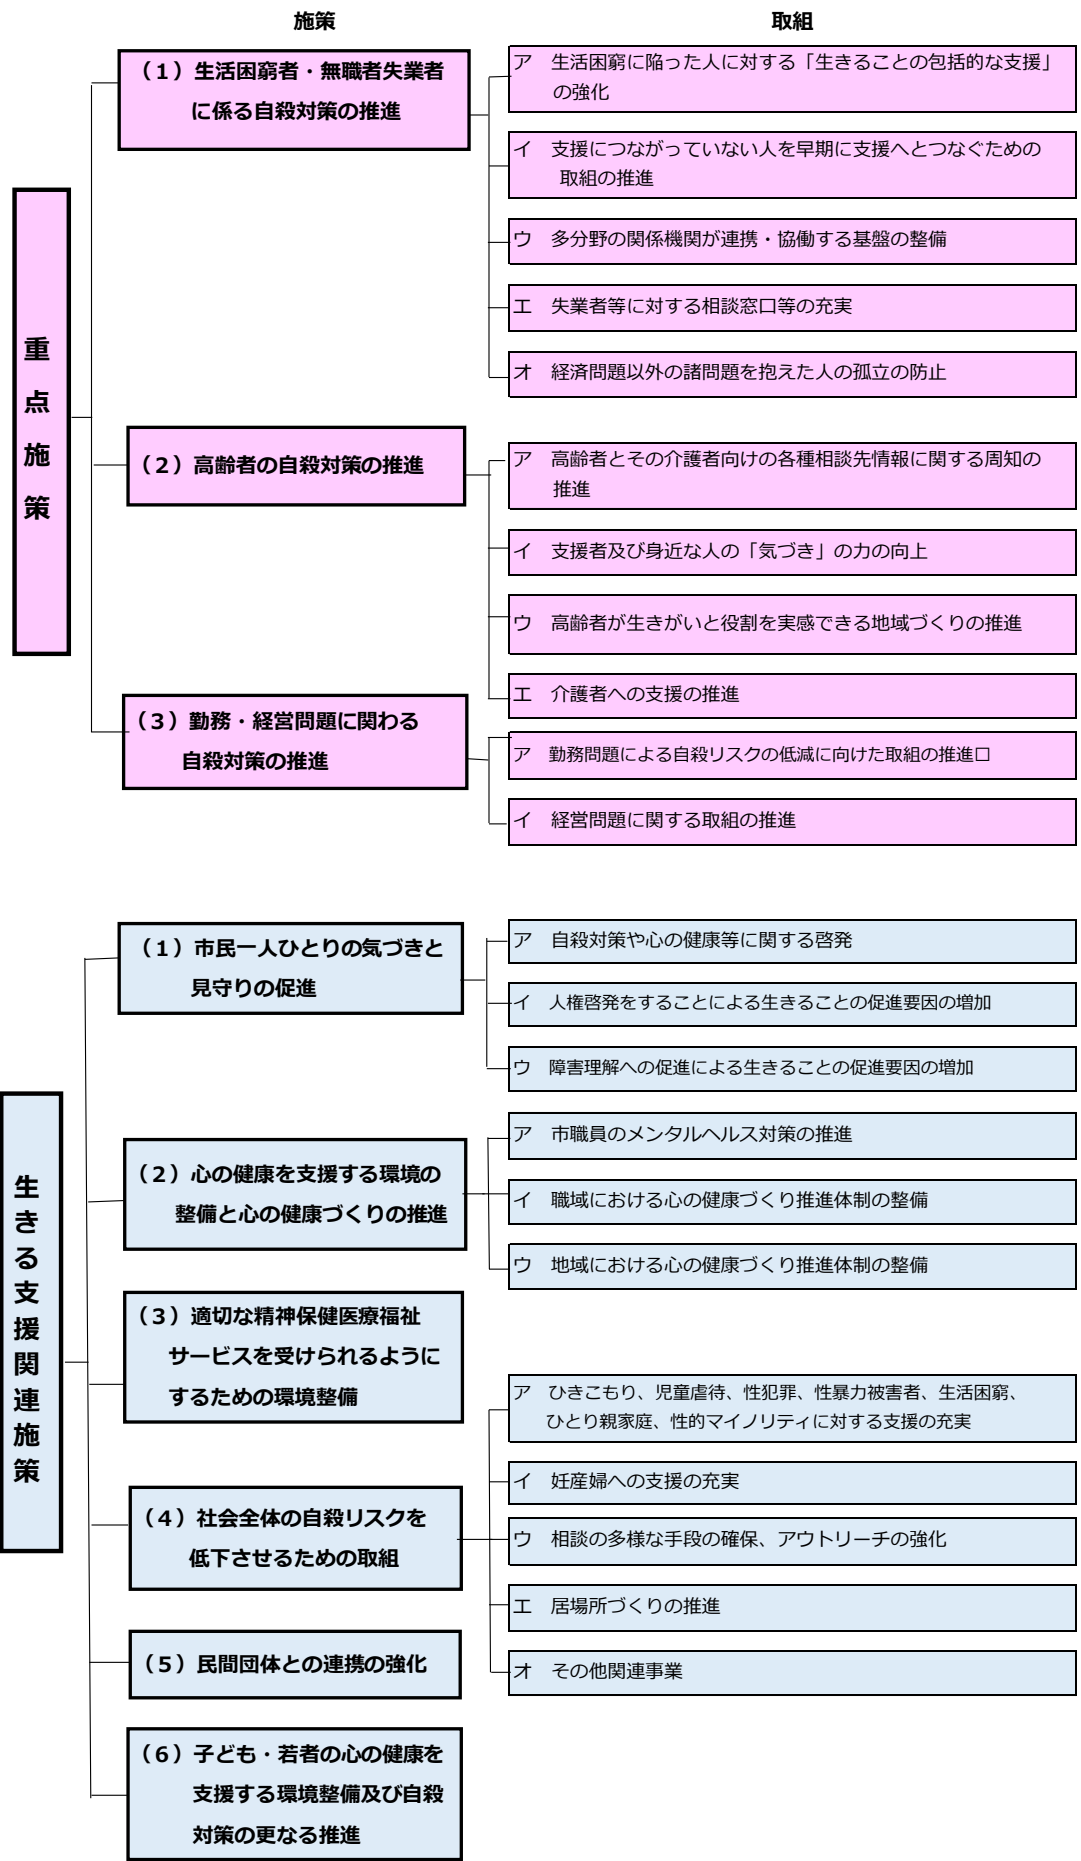 施策
取組
重点施策
（1）生活困窮者・無職者失業者
に係る自殺対策の推進
ア　生活困窮に陥った人に対する「生きることの包括的な支援」
の強化
イ　支援につながっていない人を早期に支援へとつなぐための
取組の推進
ウ　多分野の関係機関が連携・協働する基盤の整備
エ　失業者等に対する相談窓口等の充実
オ　経済問題以外の諸問題を抱えた人の孤立の防止
（2）高齢者の自殺対策の推進
ア　高齢者とその介護者向けの各種相談先情報に関する周知の
推進
イ　支援者及び身近な人の「気づき」の力の向上
ウ　高齢者が生きがいと役割を実感できる地域づくりの推進
エ　介護者への支援の推進
（3）勤務・経営問題に関わる
自殺対策の推進
ア　勤務問題による自殺リスクの低減に向けた取組の推進□
イ　経営問題に関する取組の推進
生きる支援関連施策
（1）市民一人ひとりの気づきと
見守りの促進
ア　自殺対策や心の健康等に関する啓発
イ　人権啓発をすることによる生きることの促進要因の増加
ウ　障害理解への促進による生きることの促進要因の増加
（2）心の健康を支援する環境の
整備と心の健康づくりの推進
ア　市職員のメンタルヘルス対策の推進
イ　職域における心の健康づくり推進体制の整備
ウ　地域における心の健康づくり推進体制の整備
（3）適切な精神保健医療福祉
サービスを受けられるように
するための環境整備
（4）社会全体の自殺リスクを
低下させるための取組
ア　ひきこもり、児童虐待、性犯罪、性暴力被害者、生活困窮、
ひとり親家庭、性的マイノリティに対する支援の充実
イ　妊産婦への支援の充実
ウ　相談の多様な手段の確保、アウトリーチの強化
エ　居場所づくりの推進
オ　その他関連事業
（5）民間団体との連携の強化
（6）子ども・若者の心の健康を
支援する環境整備及び自殺
対策の更なる推進